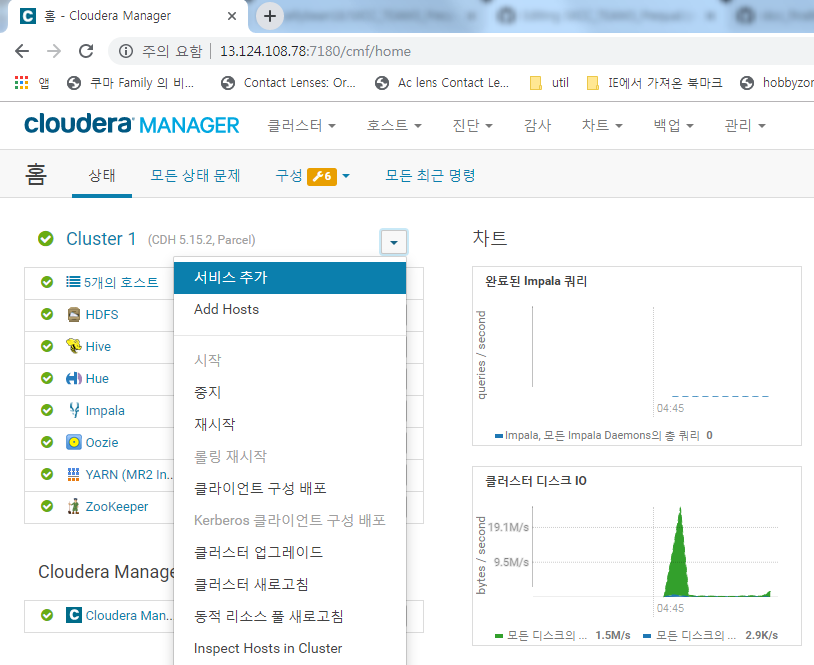 홈 - Cloudera Manager
주의 요함 | 13.124.108.78:7180/cmf/home
앱 쿠마 Family 의 비... Contact Lenses: Or... Ac lens Contact Le... util IE에서 가져온 북마크 hobbyzon
cloudera MANAGER 클러스터 호스트 진단 감사 차트 백업 관리
홈 상태 모든 상태 문제 구성 6 모든 최근 명령
Cluster 1 (CDH 5.15.2, Parcel)
5개의 호스트
HDFS
Hive
Hue
Impala
Oozie
YARN (MR2 In...
ZooKeeper
Cloudera Manage
Cloudera Man...
서비스 추가
Add Hosts
시작
중지
재시작
롤링 재시작
클라이언트 구성 배포
Kerberos 클라이언트 구성 배포
클러스터 업그레이드
클러스터 새로고침
동적 리소스 풀 새로고침
Inspect Hosts in Cluster
차트
완료된 Impala 쿼리
queries / second
04:45
Impala, 모든 Impala Daemons의 총 쿼리 0
클러스터 디스크 IO
bytes / second
19.1M/s
9.5M/s
04:45
모든 디스크의 ... 1.5M/s 모든 디스크의 ... 2.9K/s